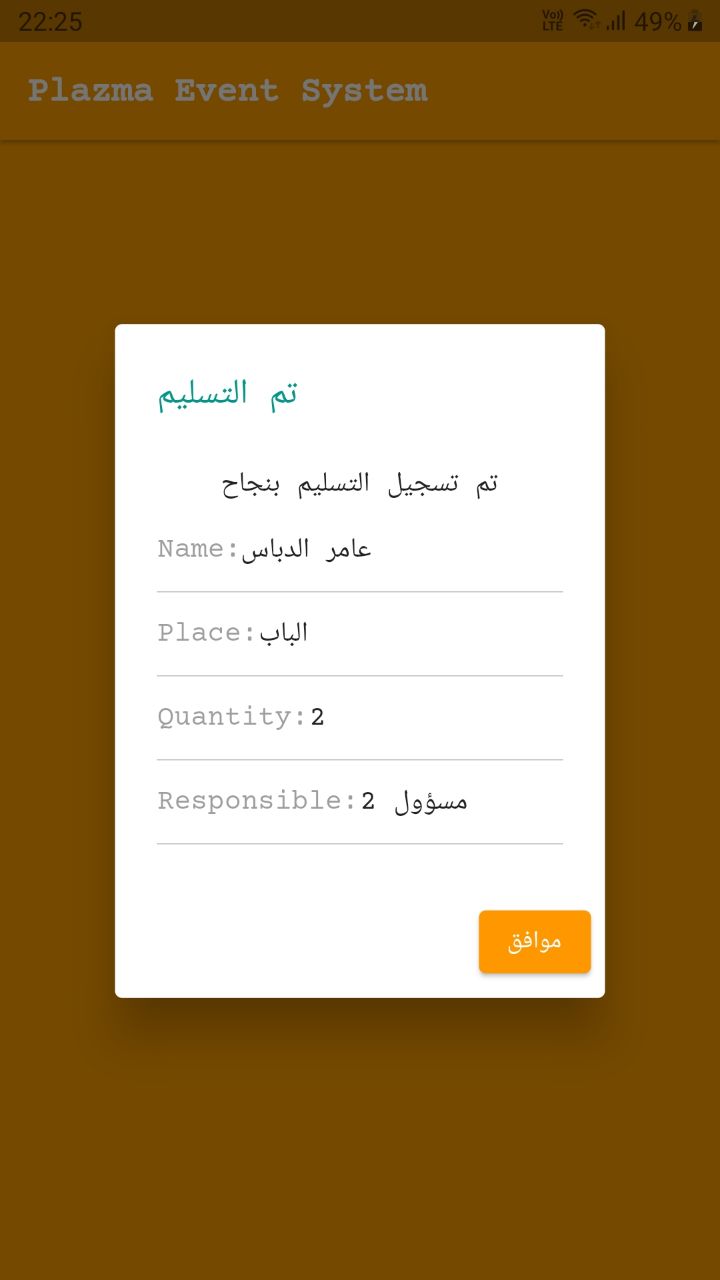 22:25
Vo)) LTE 49%
Plazma Event System
تم التسليم
تم تسجيل التسليم بنجاح
Name:عامر الدباس
Place:الباب
Quantity:2
Responsible:2 مسؤول
موافق